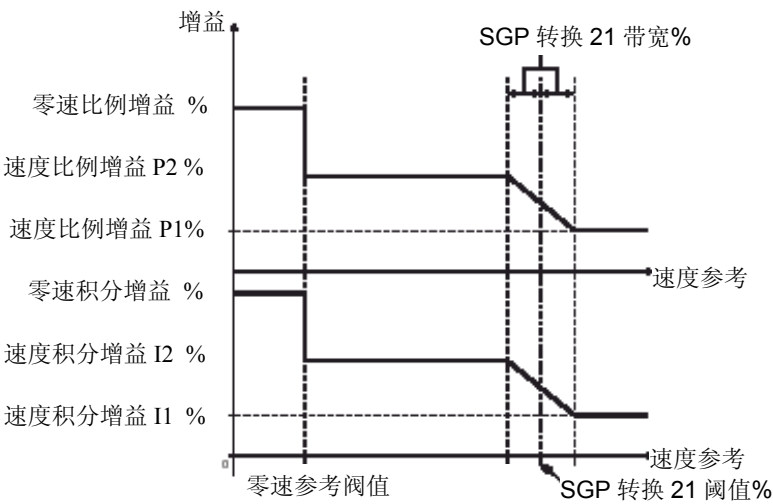 增益
SGP 转换 21 带宽%
零速比例增益 %
速度比例增益 P2 %
速度比例增益 P1%
速度参考
零速积分增益 %
速度积分增益 I2 %
速度积分增益 I1 %
速度参考
0
零速参考阀值
SGP 转换 21 阈值%